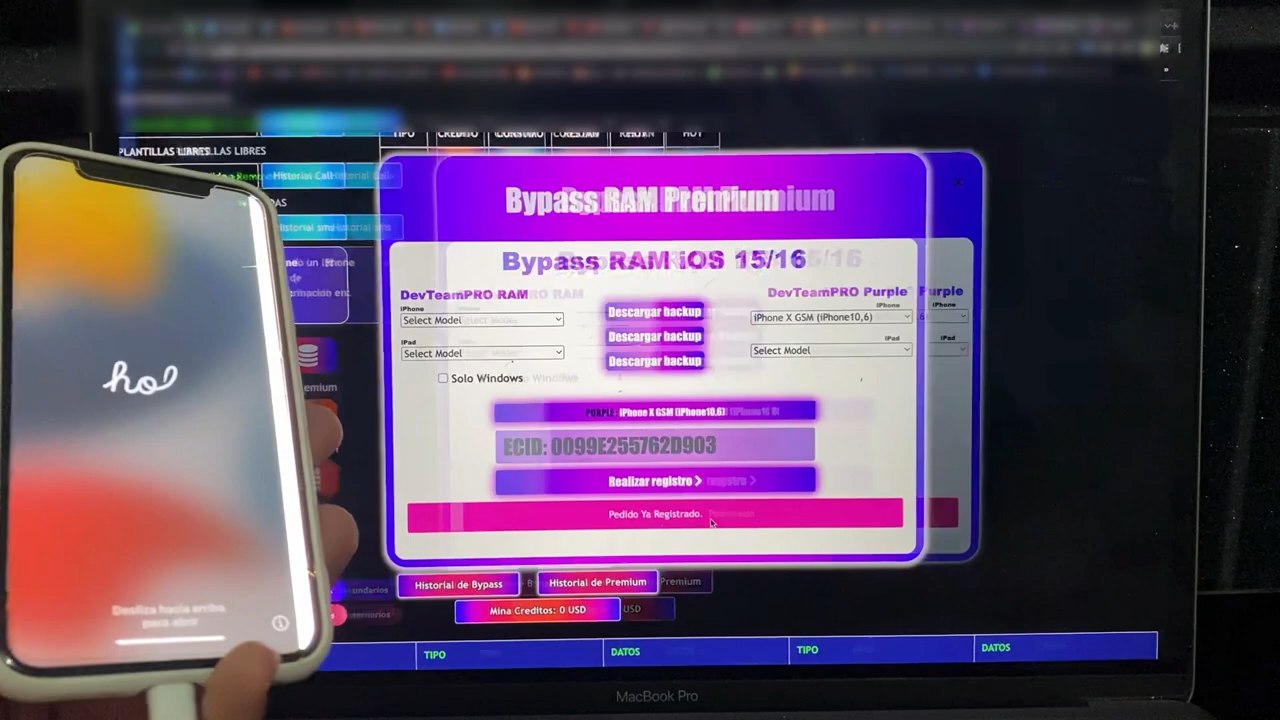 PLANTILLAS LIBRES
TIPO
HOY
Historial Call
Historial sms
Bypass RAM Premium
Bypass RAM iOS 15/16
DevTeamPRO RAM
DevTeamPRO Purple
iPhone
Select Model
Descargar backup
iPhone
iPhone X GSM (iPhone10,6)
Descargar backup
iPad
Select Model
iPad
Select Model
Descargar backup
Solo Windows
PURPLE: iPhone X GSM (iPhone10,6)
ECID: 0099E255762D903
Realizar registro >
Pedido Ya Registrado.
Historial de Bypass
Historial de Premium
Mina Creditos: 0 USD
TIPO
DATOS
TIPO
DATOS
MacBook Pro
ho
Desliza hacia arriba
para abrir